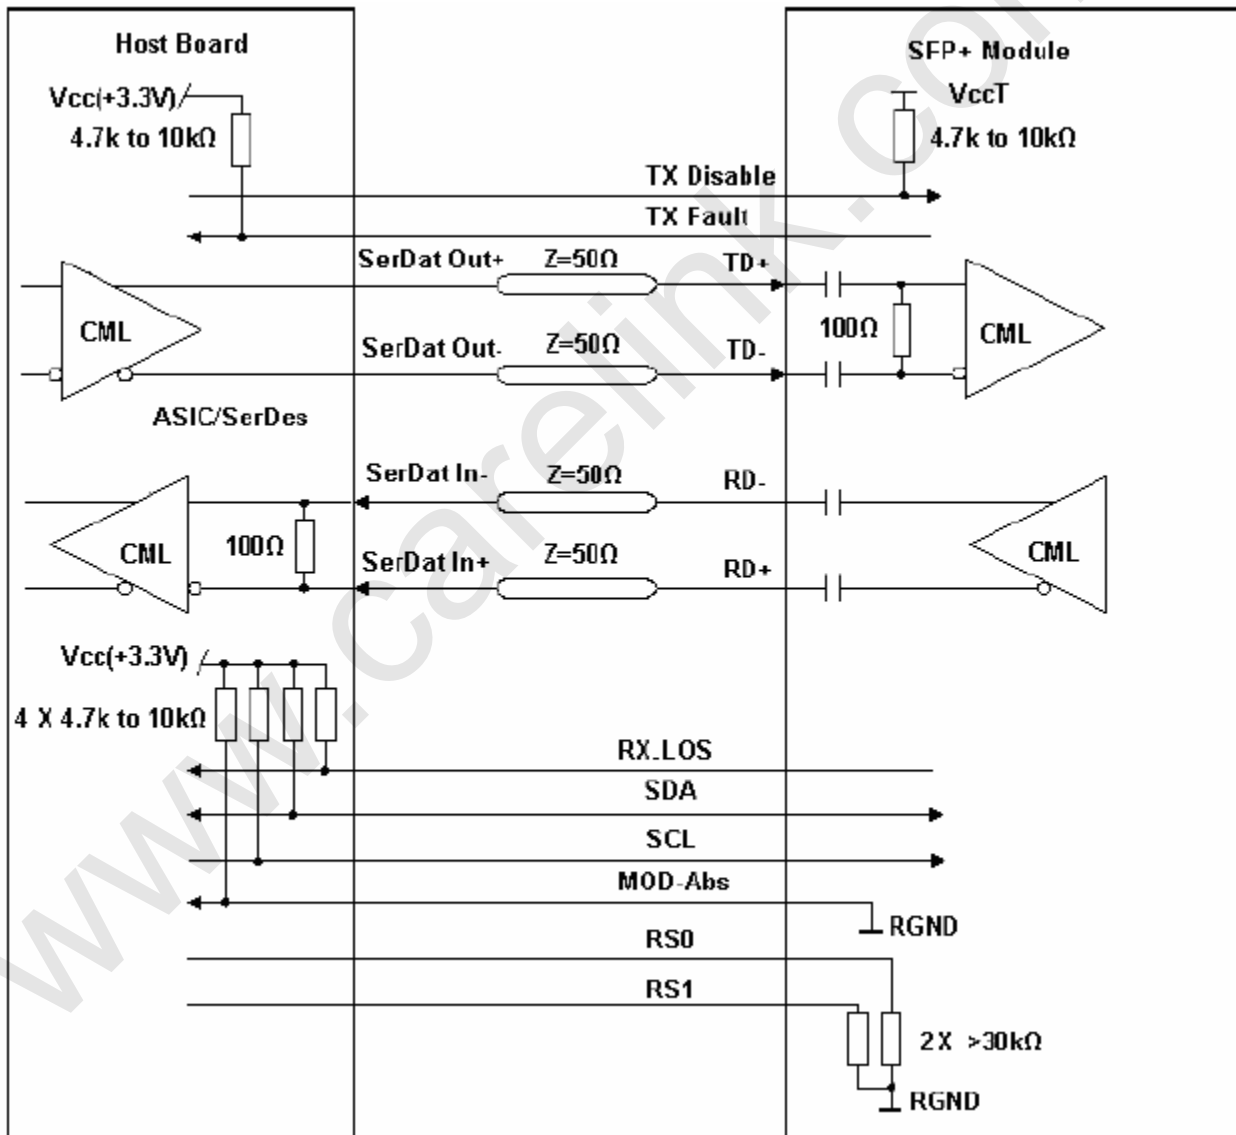 Host Board
SFP+ Module
Vcc(+3.3V)
VccT
4.7k to 10kΩ
4.7k to 10kΩ
TX Disable
TX Fault
SerDat Out+
Z=50Ω
TD+
CML
100Ω
CML
SerDat Out-
Z=50Ω
TD-
ASIC/SerDes
SerDat In-
Z=50Ω
RD-
CML
100Ω
CML
SerDat In+
Z=50Ω
RD+
Vcc(+3.3V)
4 X 4.7k to 10kΩ
RX_LOS
SDA
SCL
MOD-Abs
RGND
RS0
RS1
2X >30kΩ
RGND
www.carelink.com